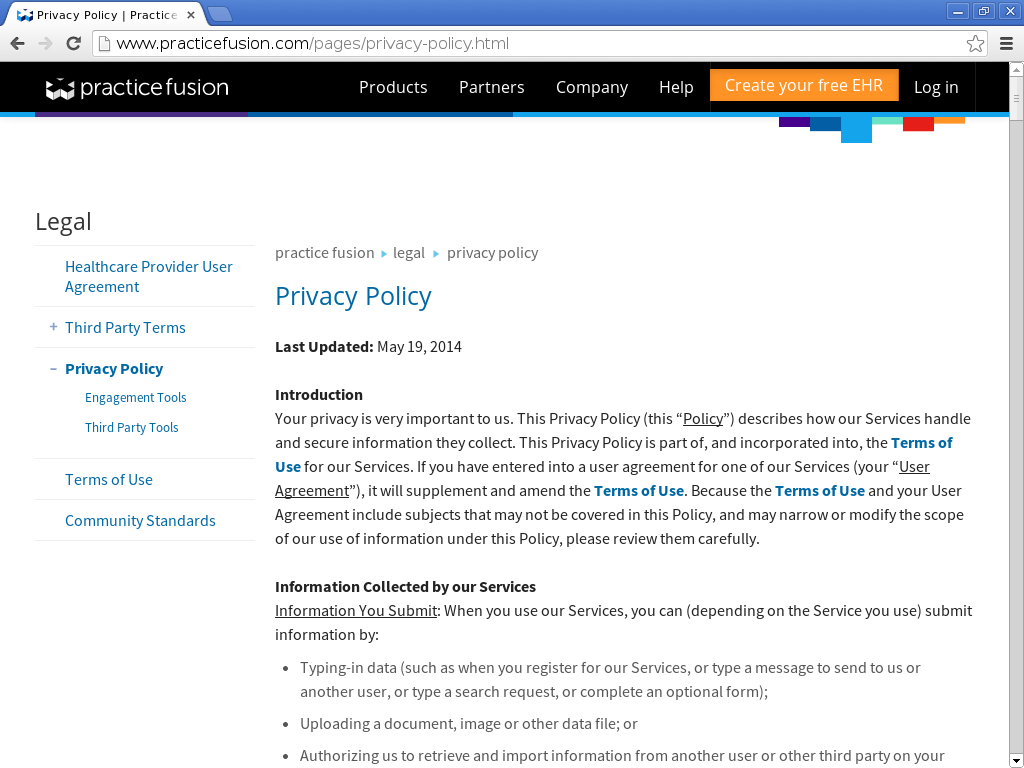 Privacy Policy | Practice
www.practicefusion.com/pages/privacy-policy.html
practice fusion
Products Partners Company Help Create your free EHR Log in
Legal
Healthcare Provider User
Agreement
+ Third Party Terms
– Privacy Policy
Engagement Tools
Third Party Tools
Terms of Use
Community Standards
practice fusion ▸ legal ▸ privacy policy
Privacy Policy
Last Updated: May 19, 2014
Introduction
Your privacy is very important to us. This Privacy Policy (this “Policy”) describes how our Services handle
and secure information they collect. This Privacy Policy is part of, and incorporated into, the Terms of
Use for our Services. If you have entered into a user agreement for one of our Services (your “User
Agreement”), it will supplement and amend the Terms of Use. Because the Terms of Use and your User
Agreement include subjects that may not be covered in this Policy, and may narrow or modify the scope
of our use of information under this Policy, please review them carefully.
Information Collected by our Services
Information You Submit: When you use our Services, you can (depending on the Service you use) submit
information by:
• Typing-in data (such as when you register for our Services, or type a message to send to us or
another user, or type a search request, or complete an optional form);
• Uploading a document, image or other data file; or
• Authorizing us to retrieve and import information from another user or other third party on your